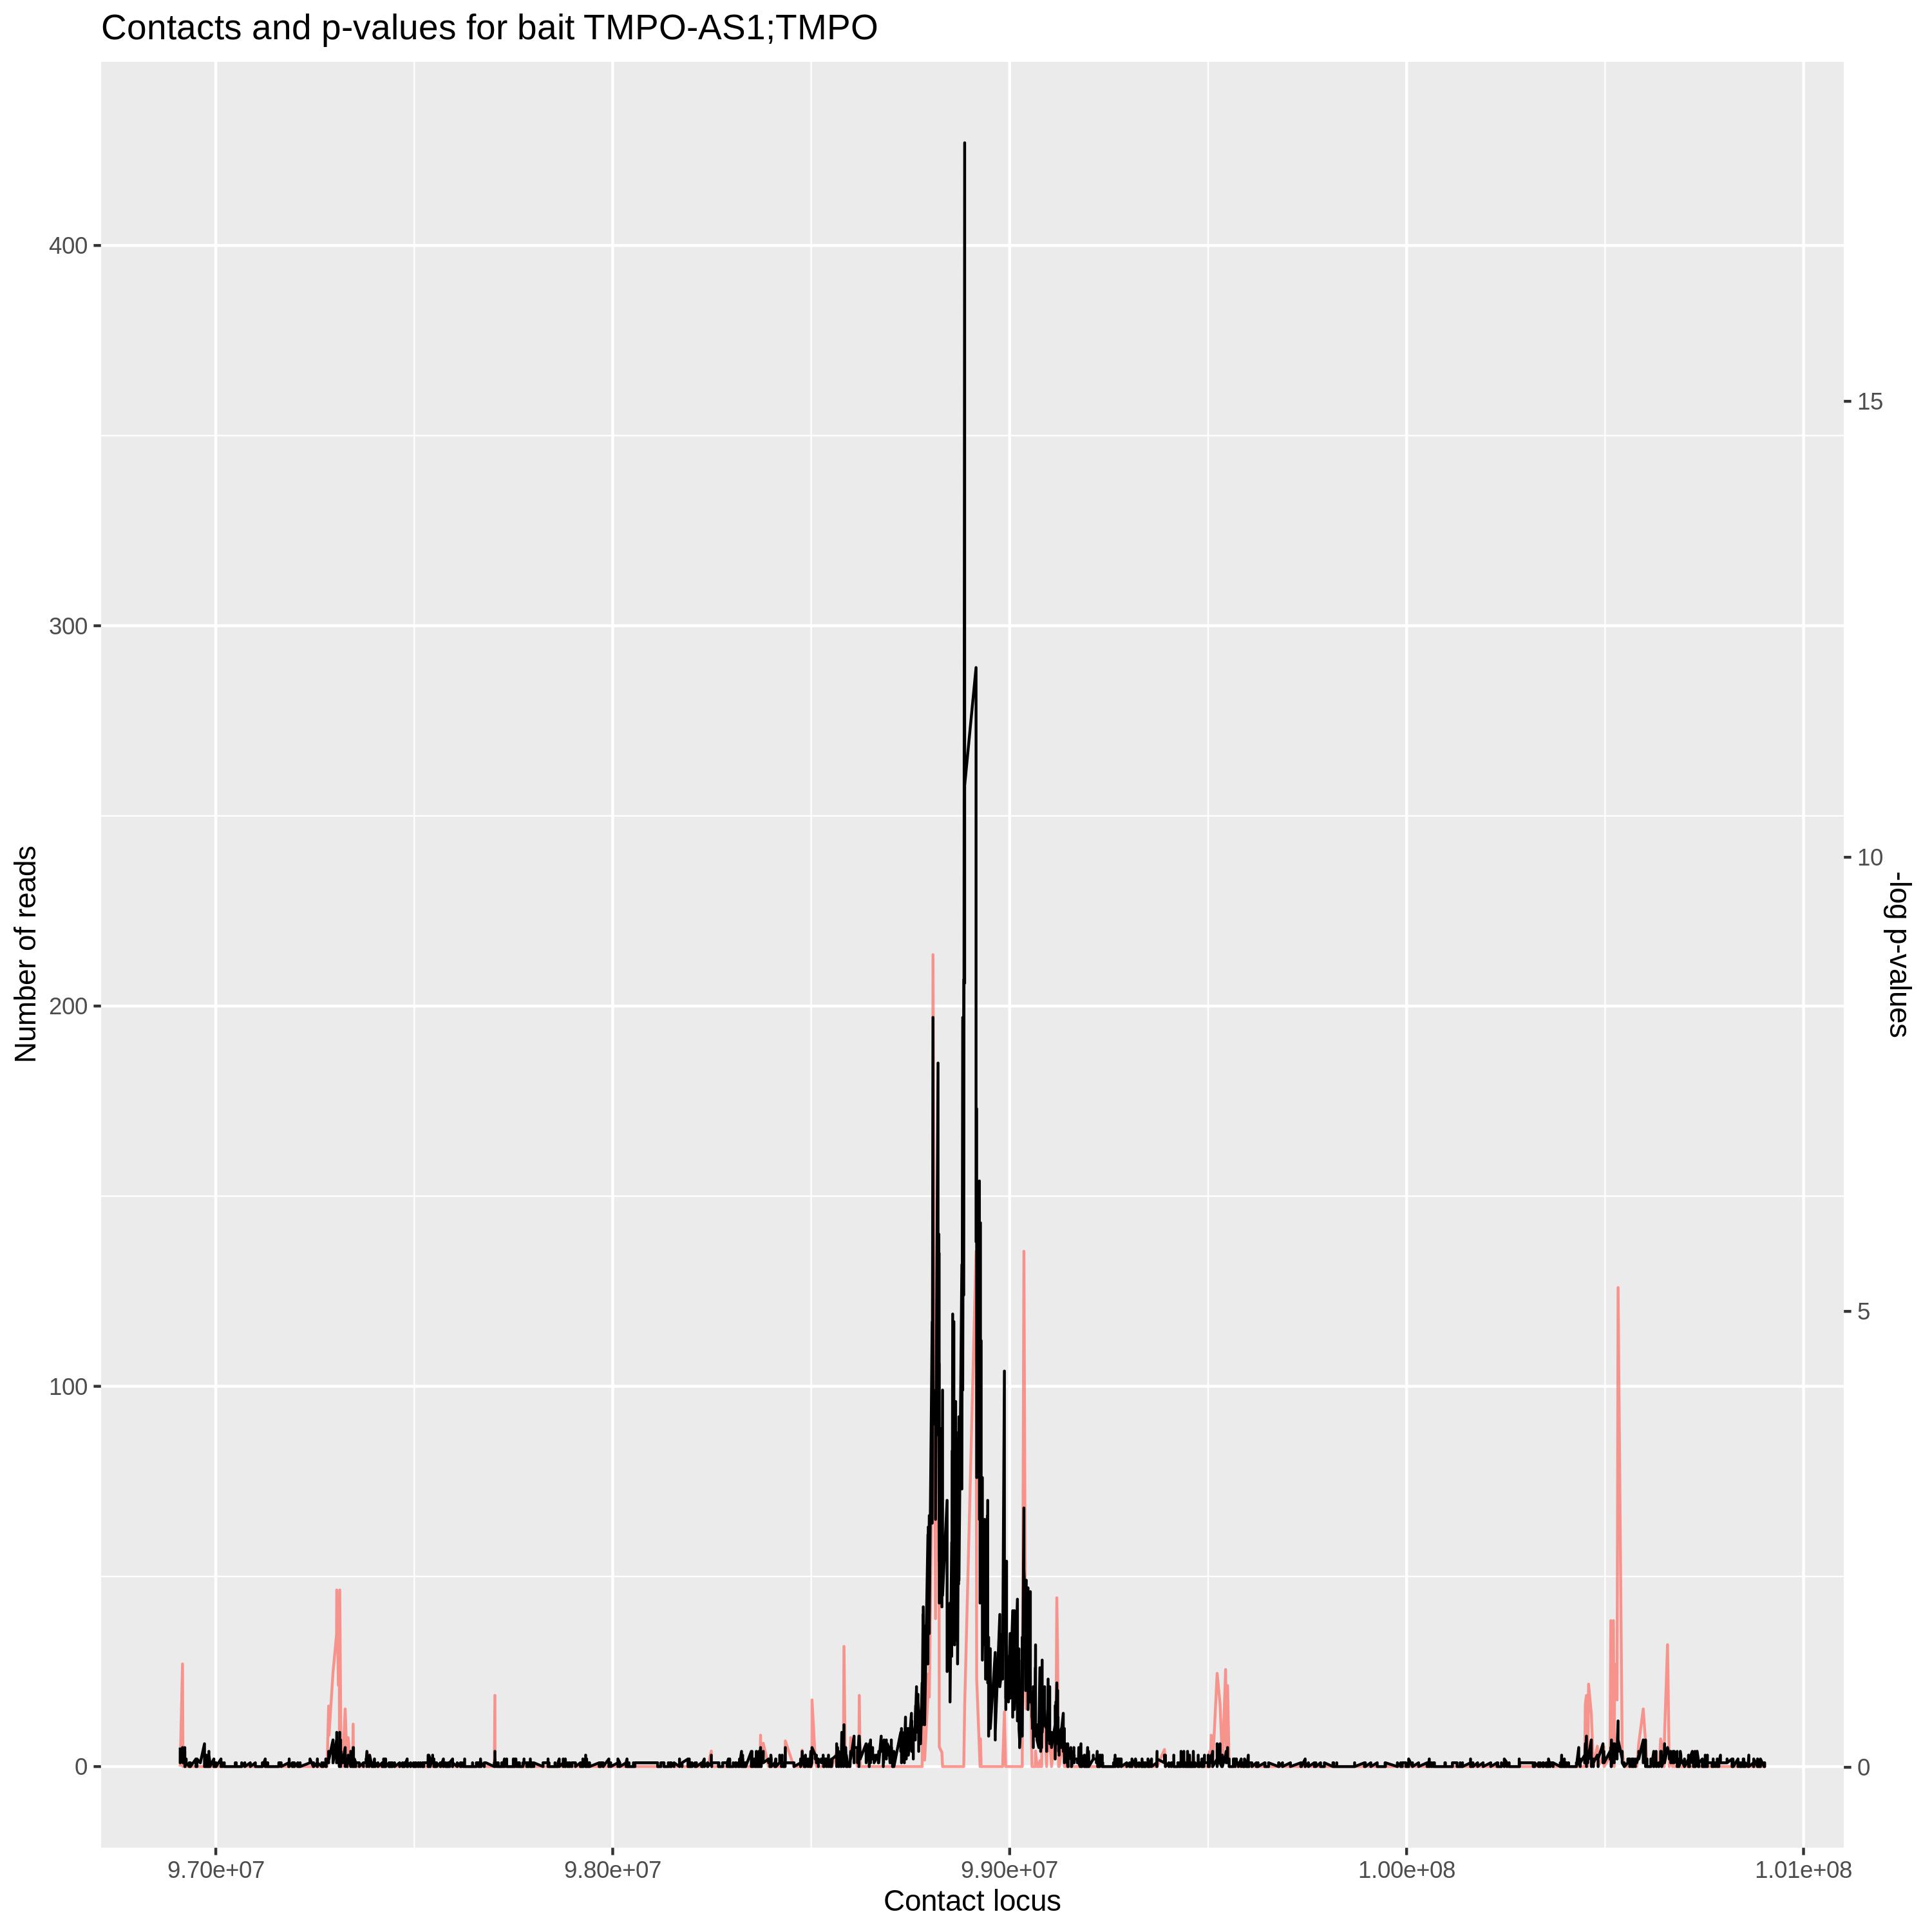 Contacts and p-values for bait TMPO-AS1;TMPO
400
300
200
100
0
Number of reads
15
10
5
0
-log p-values
9.70e+07 9.80e+07 9.90e+07 1.00e+08 1.01e+08
Contact locus